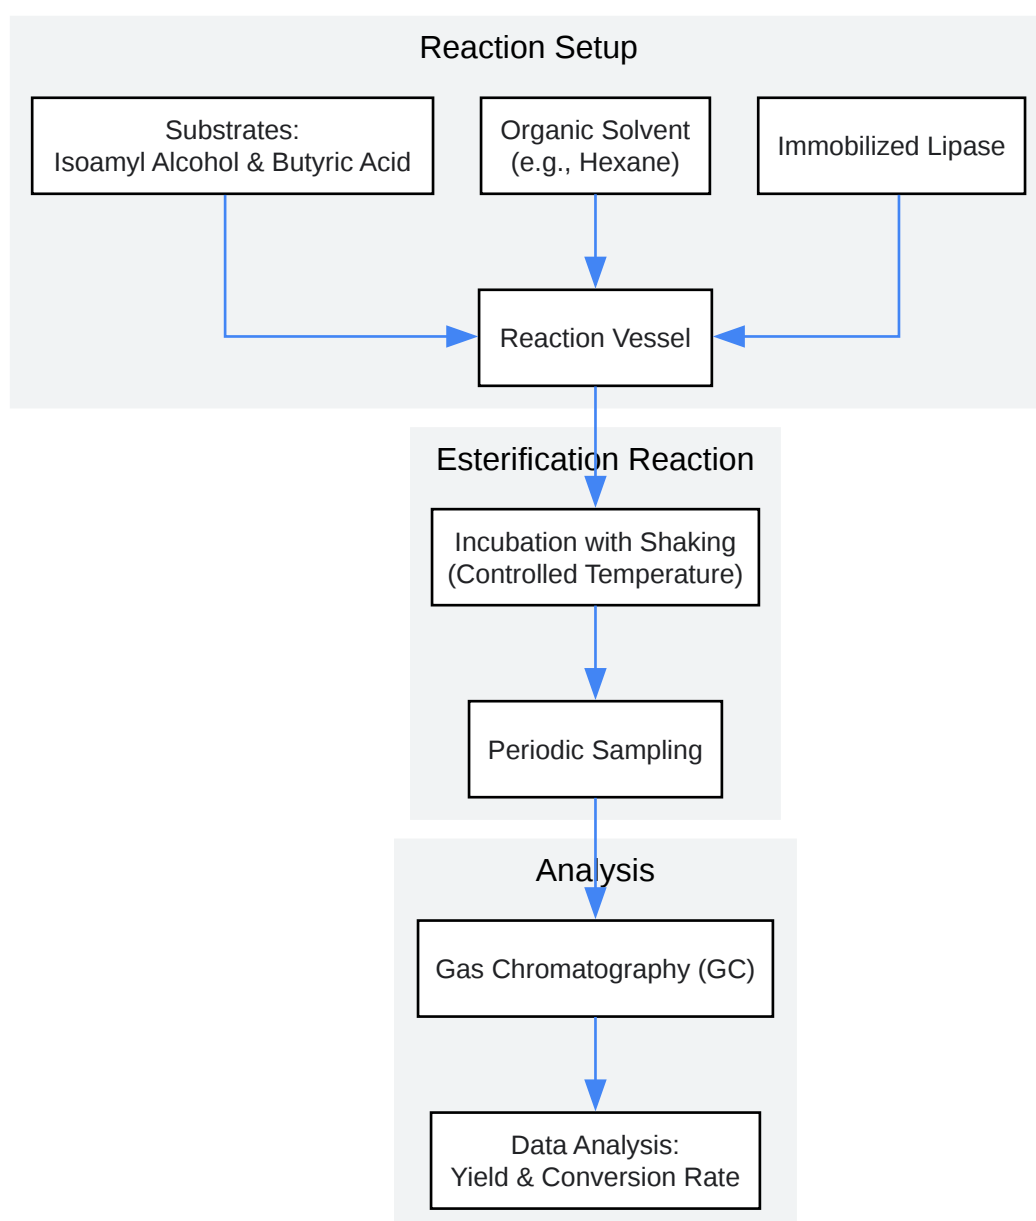 Reaction Setup
Substrates:
Isoamyl Alcohol & Butyric Acid
Organic Solvent
(e.g., Hexane)
Immobilized Lipase
Reaction Vessel
Esterification Reaction
Incubation with Shaking
(Controlled Temperature)
Periodic Sampling
Analysis
Gas Chromatography (GC)
Data Analysis:
Yield & Conversion Rate